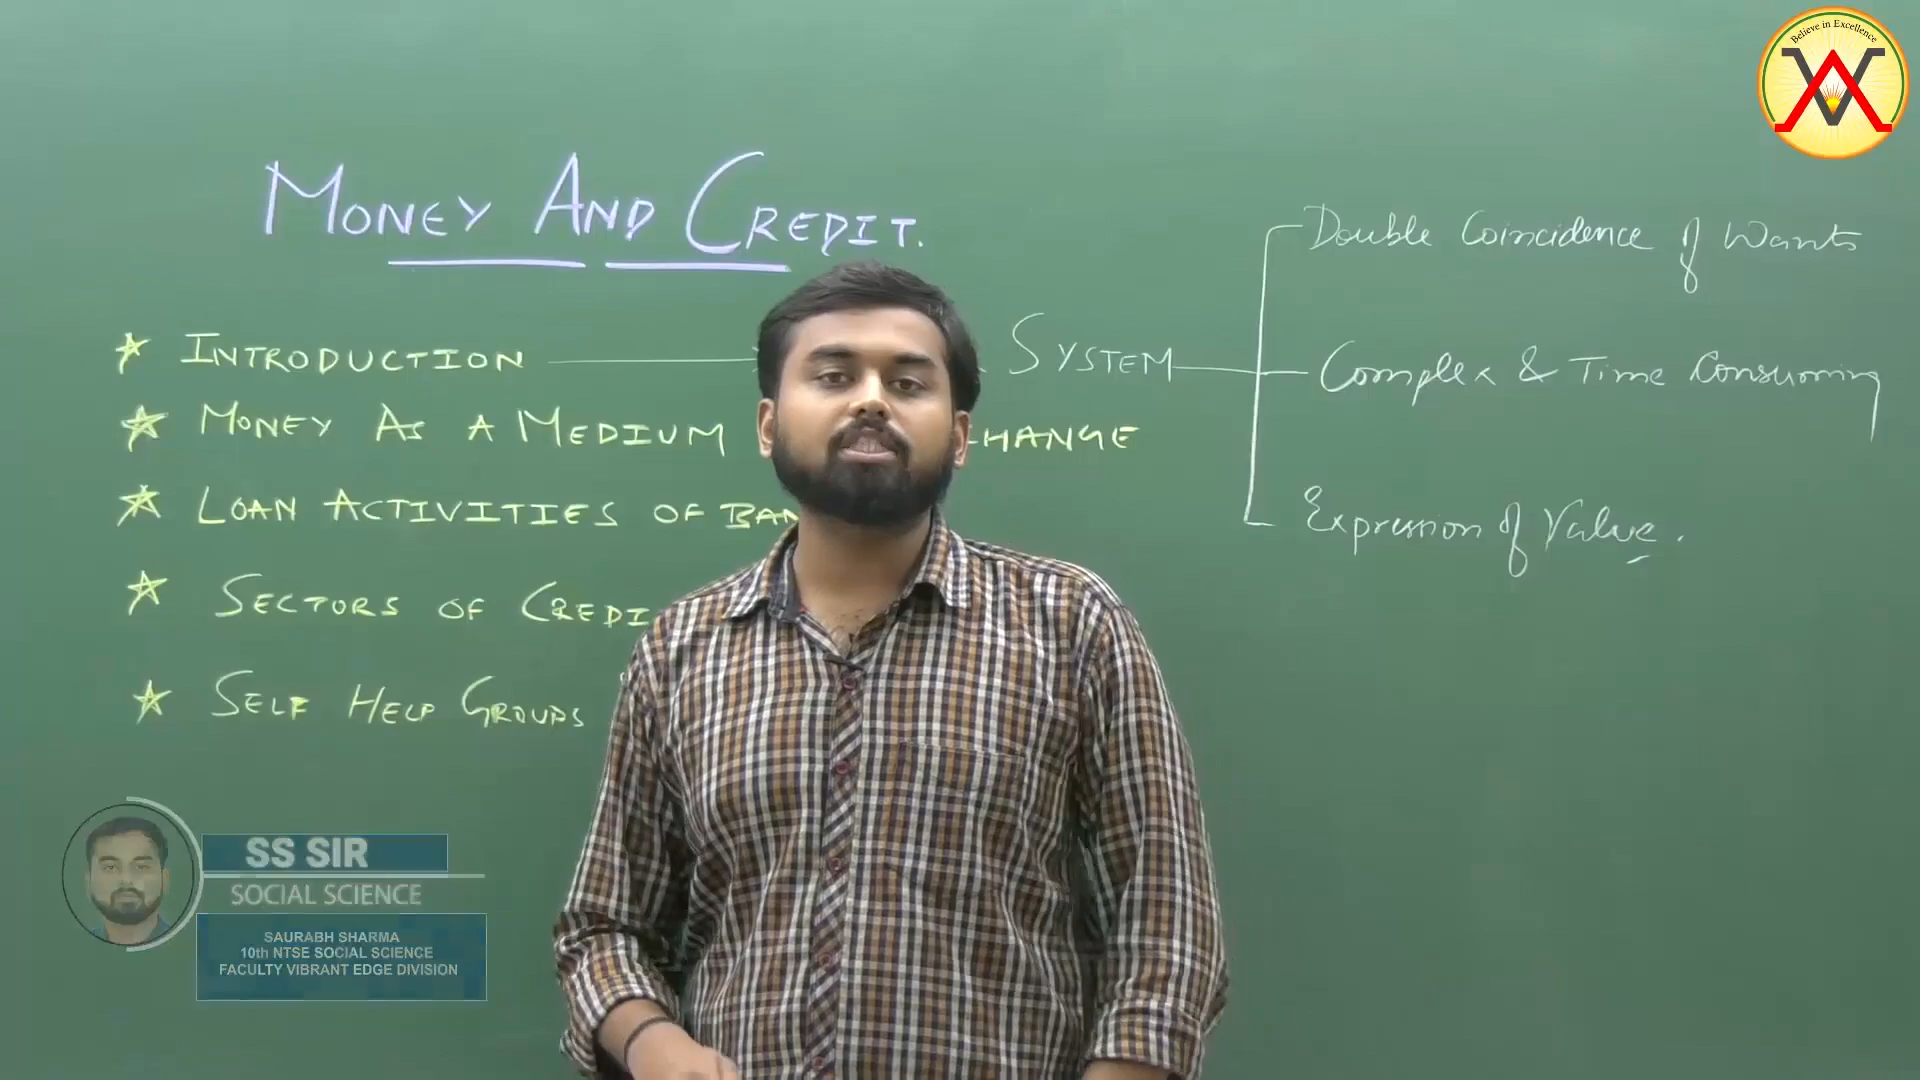 Believe in Excellence
MONEY AND CREDIT.
Double Coincidence of Wants
★ INTRODUCTION SYSTEM Complex & Time Consuming
★ MONEY AS A MEDIUM CHANGE
★ LOAN ACTIVITIES OF BAN
Expression of Value.
★ SECTORS OF CREDI
★ SELF HELP GROUPS
SS SIR
SOCIAL SCIENCE
SAURABH SHARMA
10th NTSE SOCIAL SCIENCE
FACULTY VIBRANT EDGE DIVISION